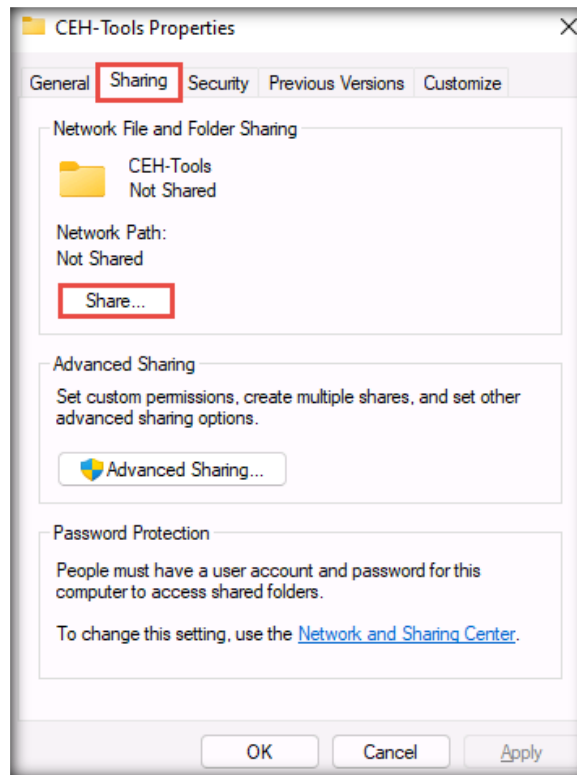 CEH-Tools Properties
General Sharing Security Previous Versions Customize
Network File and Folder Sharing
CEH-Tools
Not Shared
Network Path:
Not Shared
Share...
Advanced Sharing
Set custom permissions, create multiple shares, and set other
advanced sharing options.
Advanced Sharing...
Password Protection
People must have a user account and password for this
computer to access shared folders.
To change this setting, use the Network and Sharing Center.
OK Cancel Apply